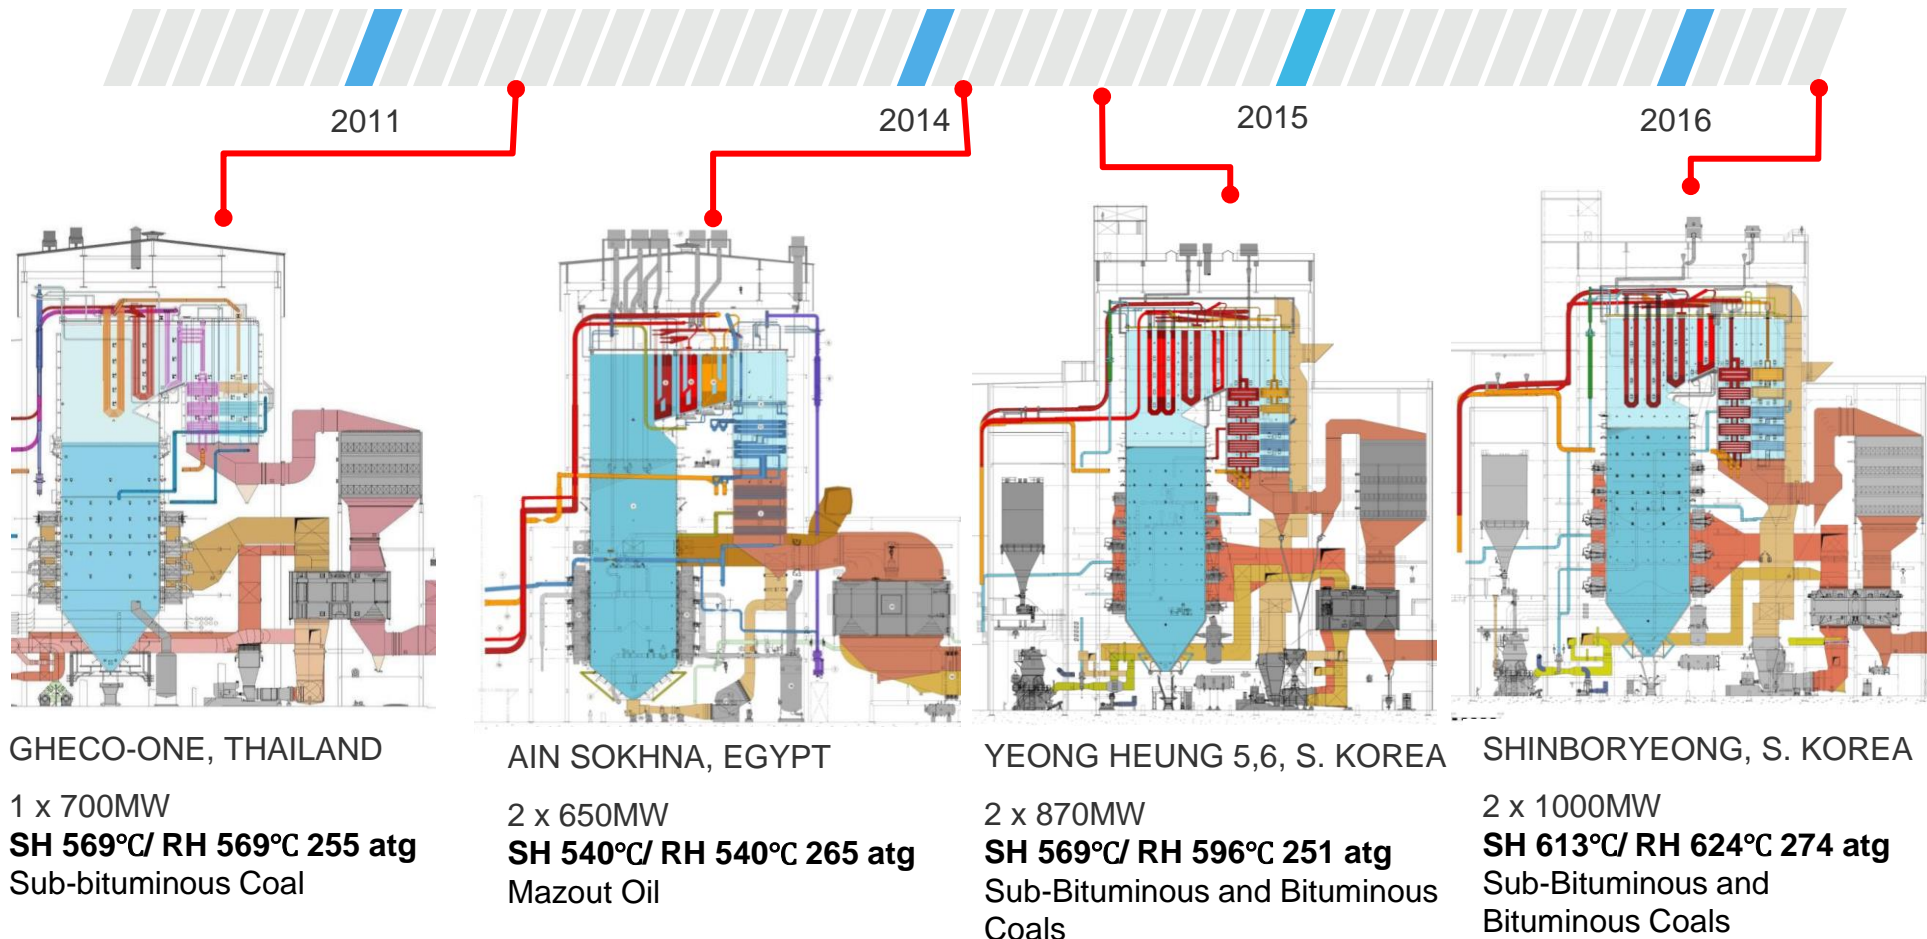 2011
2014
2015
2016
GHECO-ONE, THAILAND
1 x 700MW
SH 569℃/ RH 569℃ 255 atg
Sub-bituminous Coal
AIN SOKHNA, EGYPT
2 x 650MW
SH 540℃/ RH 540℃ 265 atg
Mazout Oil
YEONG HEUNG 5,6, S. KOREA
2 x 870MW
SH 569℃/ RH 596℃ 251 atg
Sub-Bituminous and Bituminous
Coals
SHINBORYEONG, S. KOREA
2 x 1000MW
SH 613℃/ RH 624℃ 274 atg
Sub-Bituminous and
Bituminous Coals